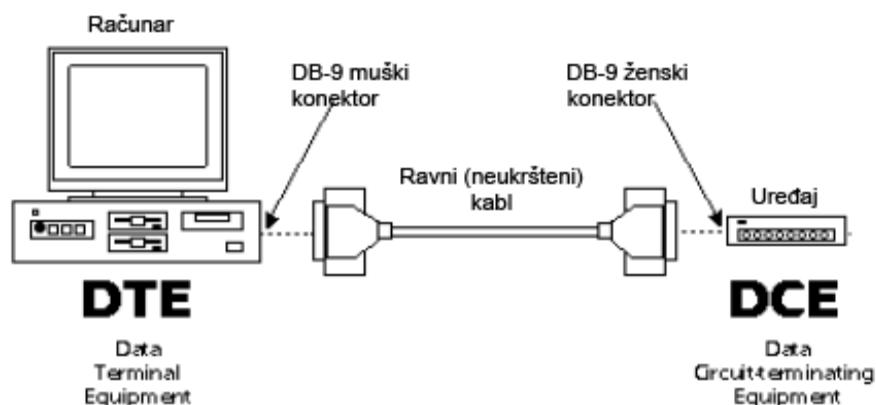 Računar
DB-9 muški
konektor
DB-9 ženski
konektor
Ravni (neukršteni)
kabl
Uređaj
DTE
Data
Terminal
Equipment
DCE
Data
Circuit-terminating
Equipment